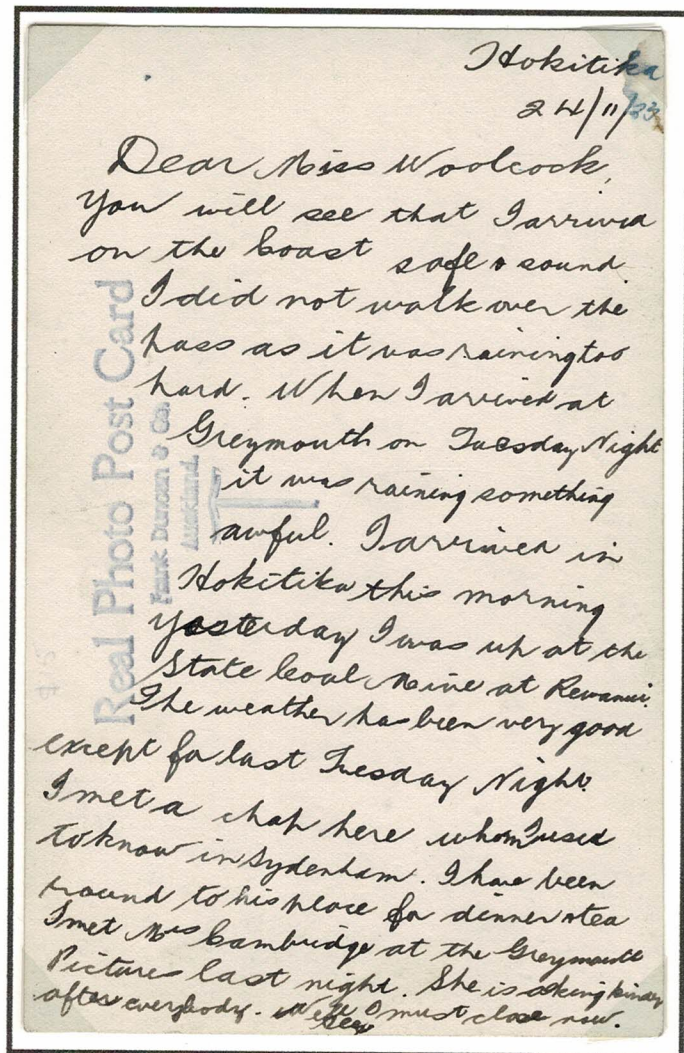 Hokitika
24/11/23
Dear Miss Woolcock,
You will see that I arrived
on the Coast safe & sound
I did not walk over the
pass as it was raining too
hard. When I arrived at
Greymouth on Tuesday Night
it was raining something
awful. I arrived in
Hokitika this morning
yesterday I was up at the
State Coal Mine at Rewanui.
The weather has been very good
except for last Tuesday Night.
I met a chap here whom I used
to know in Sydenham. I have been
round to his place for dinner & tea
I met Mrs Cambridge at the Greymouth
Pictures last night. She is asking kindly
after everybody. Well I must close now.
Real Photo Post Card
Frank Duncan & Co.
Auckland.